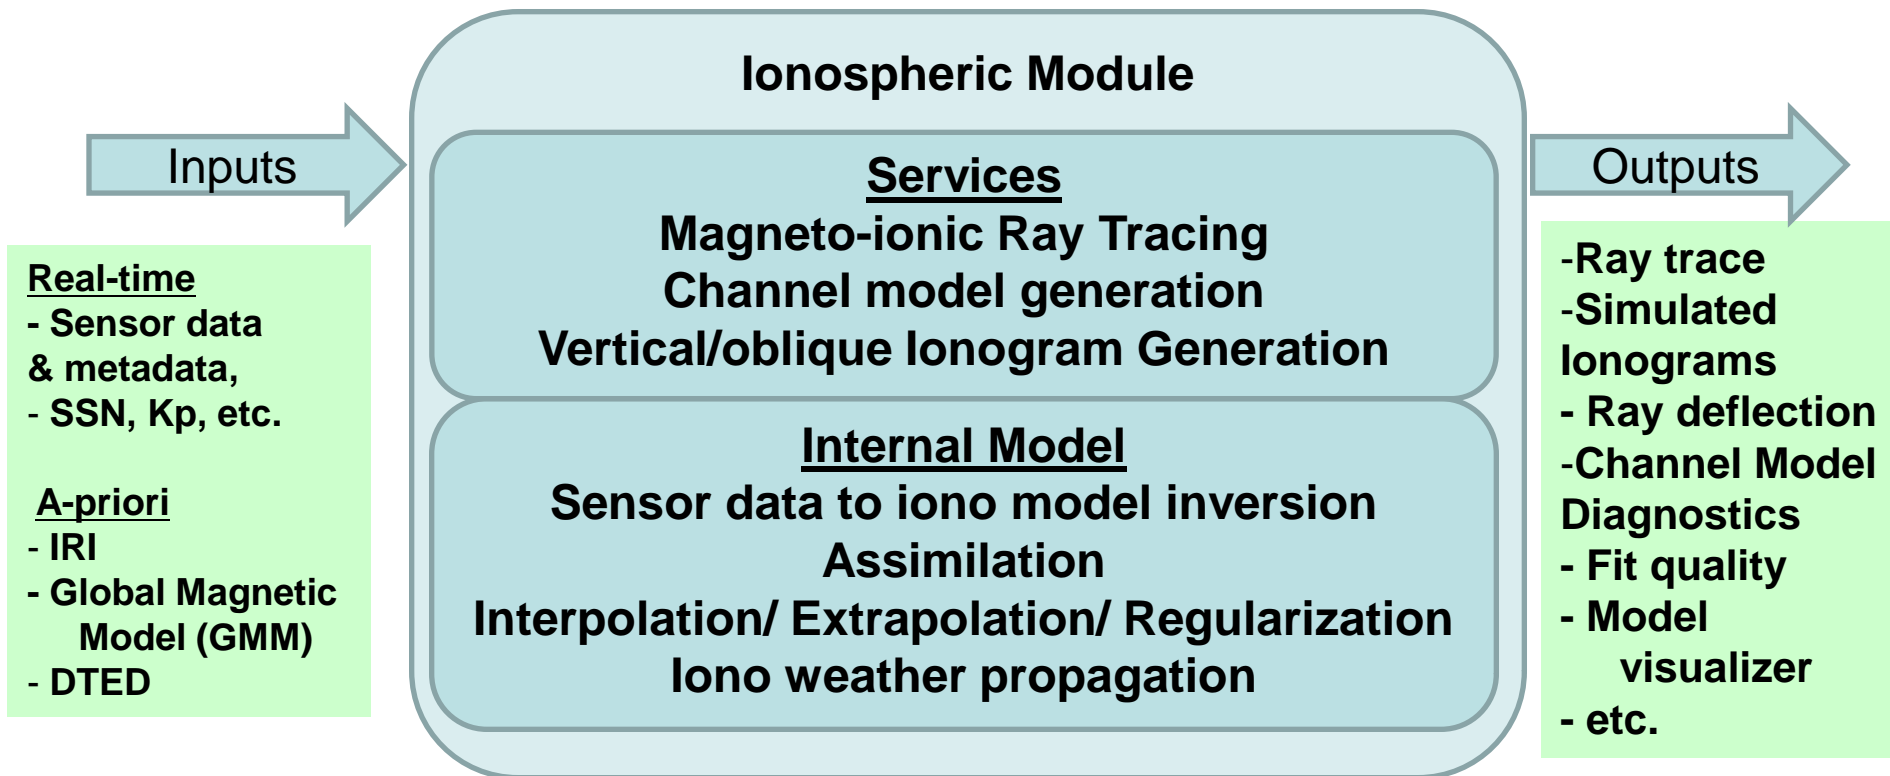 Ionospheric Module
Inputs
Real-time
- Sensor data
& metadata,
- SSN, Kp, etc.
A-priori
- IRI
- Global Magnetic
Model (GMM)
- DTED
Services
Magneto-ionic Ray Tracing
Channel model generation
Vertical/oblique Ionogram Generation
Internal Model
Sensor data to iono model inversion
Assimilation
Interpolation/ Extrapolation/ Regularization
Iono weather propagation
Outputs
-Ray trace
-Simulated
Ionograms
- Ray deflection
-Channel Model
Diagnostics
- Fit quality
- Model
visualizer
- etc.